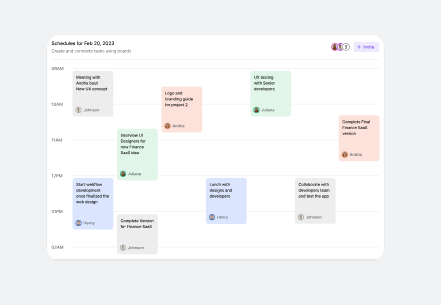 Schedules for Feb 20, 2023
Create and complete tasks using boards
+ Invite
09AM
10AM
11AM
12PM
01PM
02AM
Meeting with
Andria bout
New UX concept
Johnson
Logo and
branding guide
for project 2
Andria
UX testing
with Senior
developers
Juliana
Complete Final
Finance SaaS
version
Andria
Interview UI
Designers for
new Finance
SaaS idea
Juliana
Start webflow
development
once finalized the
web design
Henry
Lunch with
designs and
developers
Henry
Collaborate with
developers team
and test the app
Johnson
Complete Version
for Finance SaaS
Johnson